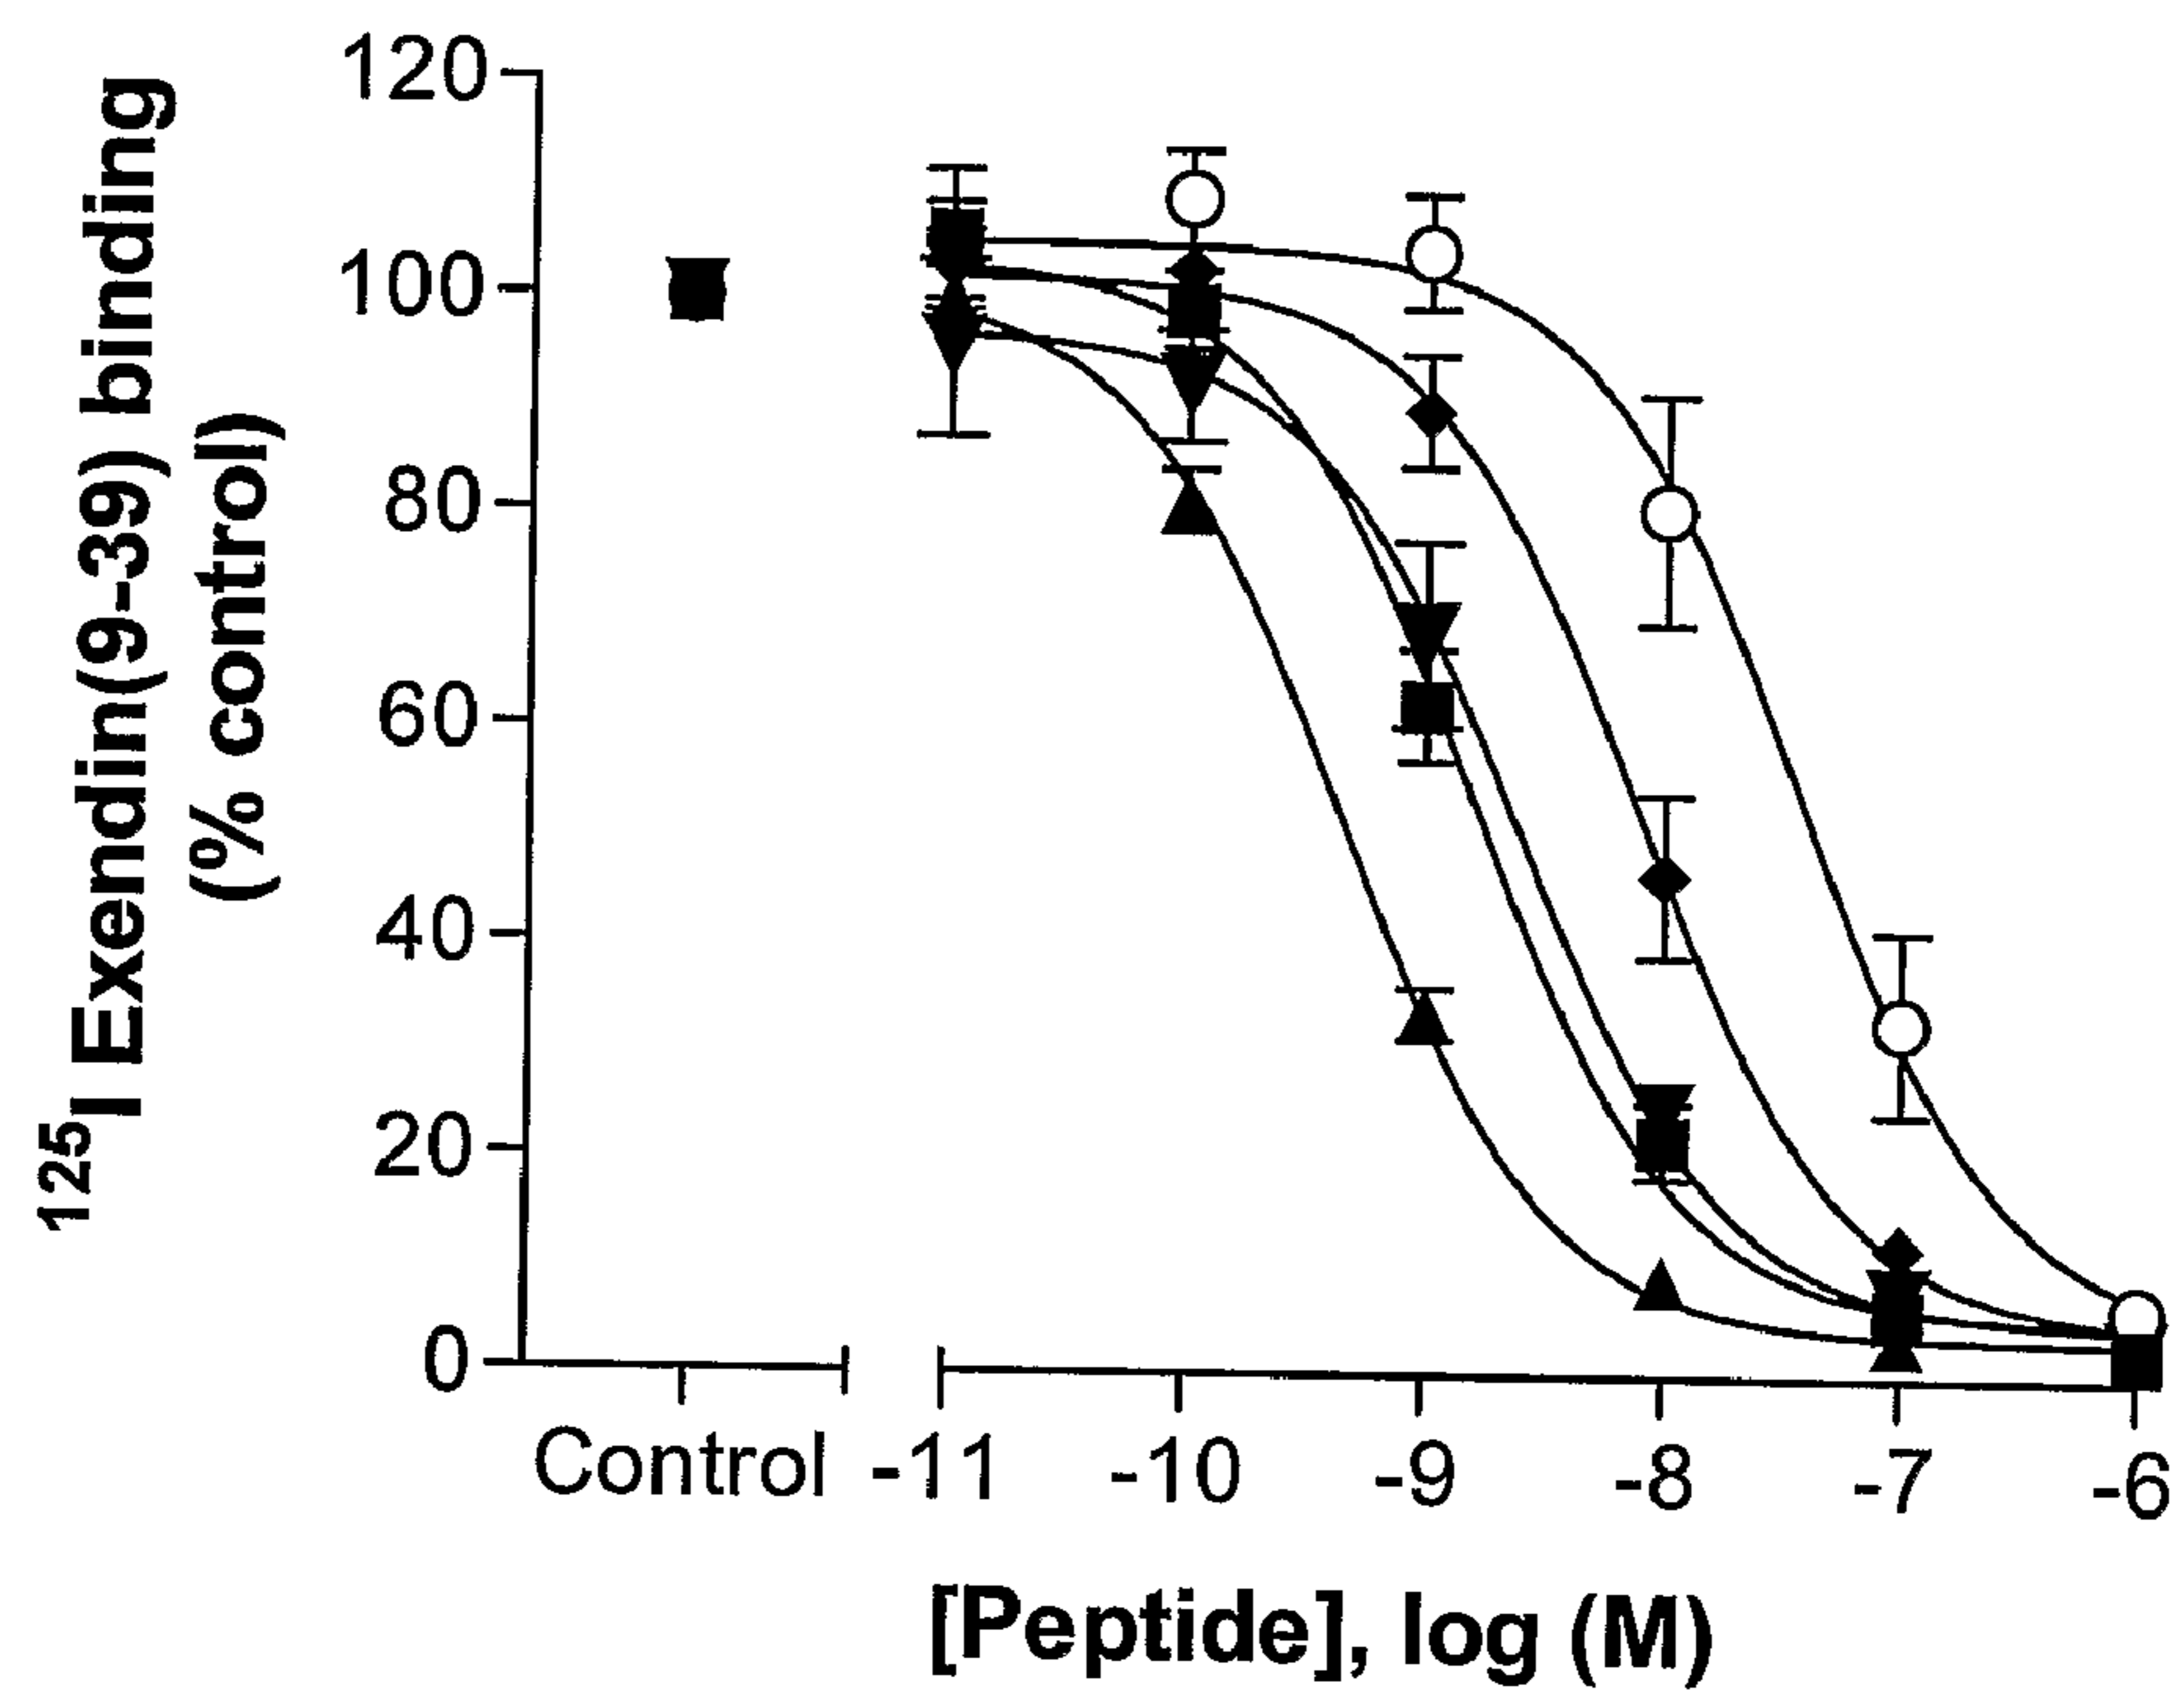 ¹²⁵I Exendin(9-39) binding
(% control)
120
100
80
60
40
20
0
Control -11 -10 -9 -8 -7 -6
[Peptide], log (M)